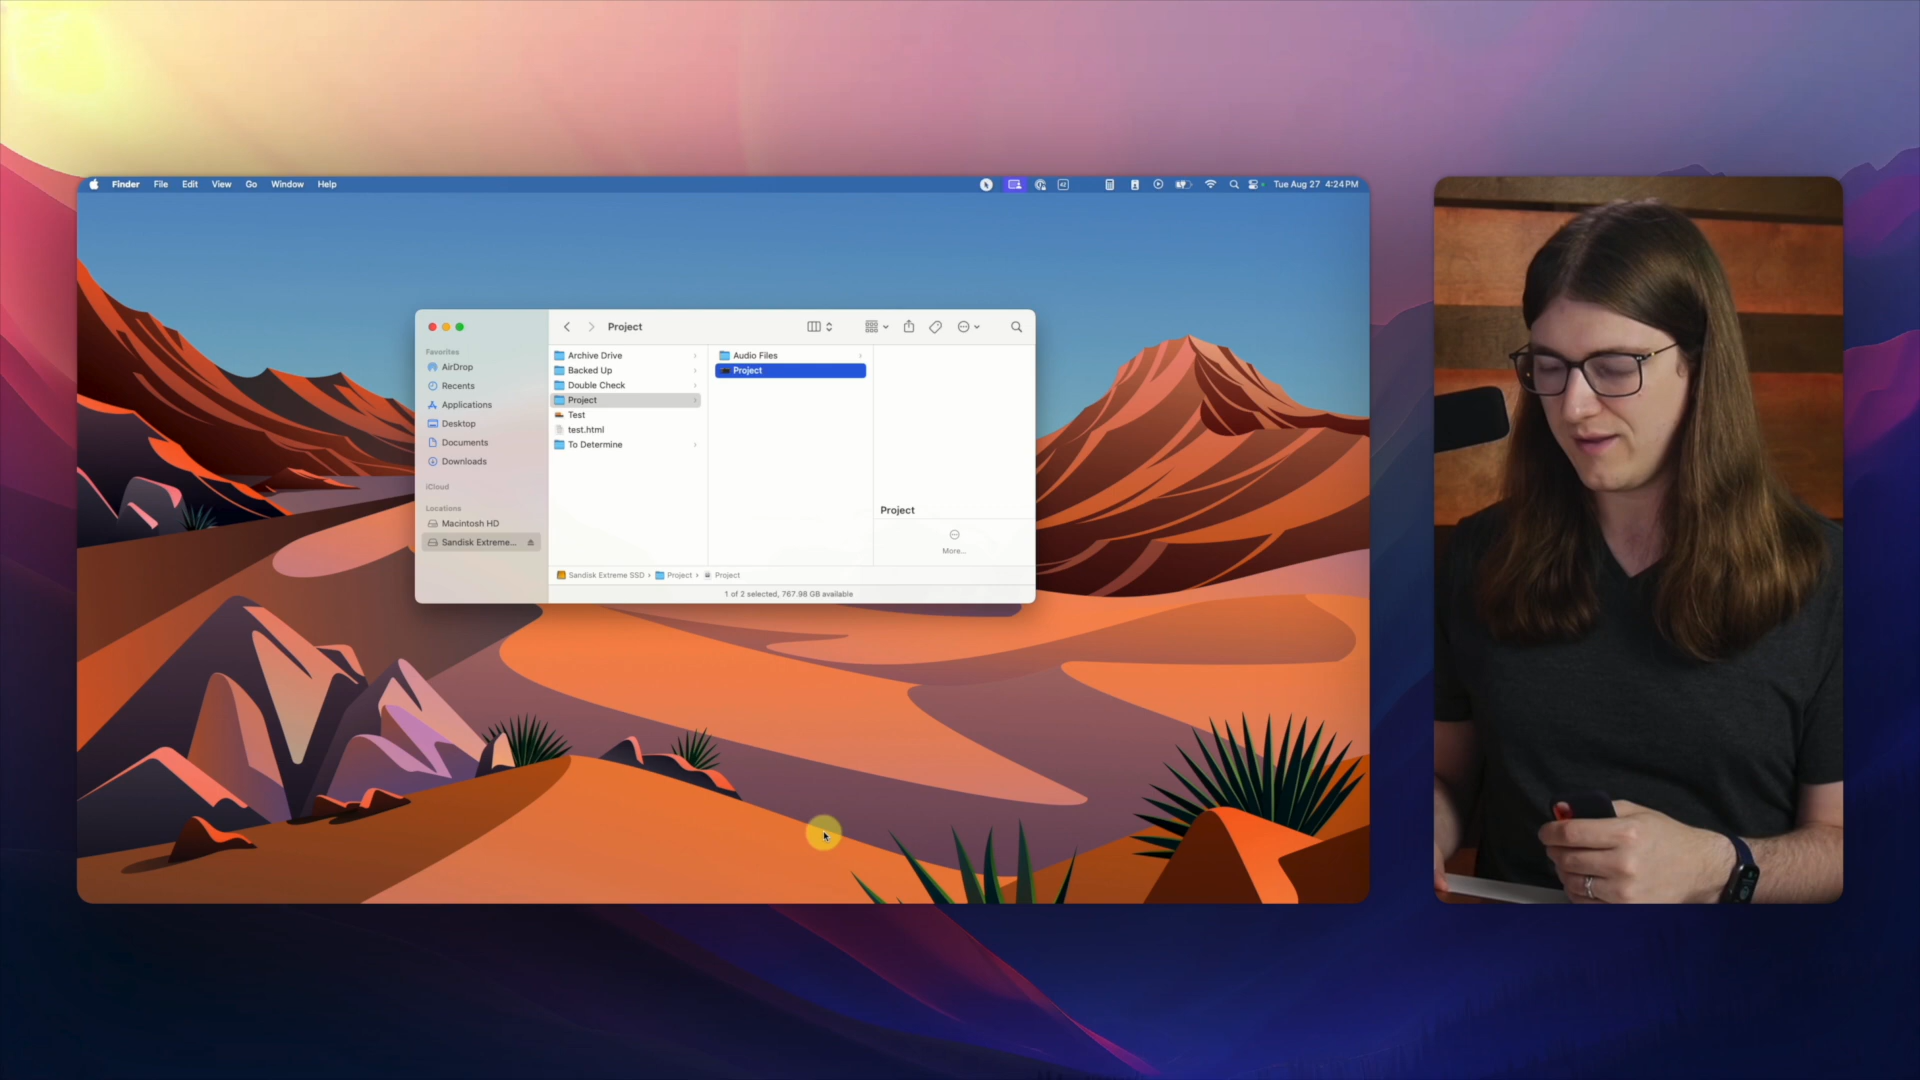 Finder File Edit View Go Window Help
Tue Aug 27 4:24 PM
Project
Favorites
AirDrop
Recents
Applications
Desktop
Documents
Downloads
iCloud
Locations
Macintosh HD
Sandisk Extreme...
Archive Drive
Backed Up
Double Check
Project
Test
test.html
To Determine
Audio Files
Project
Project
More...
Sandisk Extreme SSD › Project › Project
1 of 2 selected, 767.98 GB available